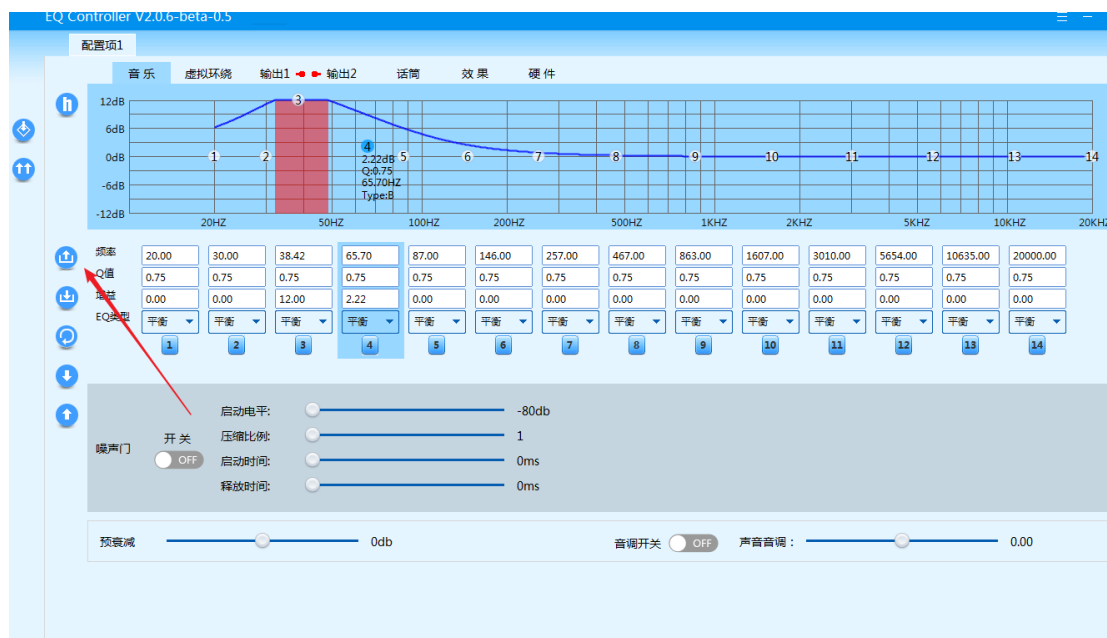 EQ Controller V2.0.6-beta-0.5
配置项1
音乐 虚拟环绕 输出1 输出2 话筒 效果 硬件
12dB
6dB
0dB
-6dB
-12dB
3
4
1 2 5 6 7 8 9 10 11 12 13 14
2.22dB
Q:0.75
65.70HZ
Type:B
20HZ 50HZ 100HZ 200HZ 500HZ 1KHZ 2KHZ 5KHZ 10KHZ 20KHZ
频率 20.00 30.00 38.42 65.70 87.00 146.00 257.00 467.00 863.00 1607.00 3010.00 5654.00 10635.00 20000.00
Q值 0.75 0.75 0.75 0.75 0.75 0.75 0.75 0.75 0.75 0.75 0.75 0.75 0.75 0.75
增益 0.00 0.00 12.00 2.22 0.00 0.00 0.00 0.00 0.00 0.00 0.00 0.00 0.00 0.00
EQ类型 平衡 平衡 平衡 平衡 平衡 平衡 平衡 平衡 平衡 平衡 平衡 平衡 平衡 平衡
1 2 3 4 5 6 7 8 9 10 11 12 13 14
噪声门
开关
OFF
启动电平: -80db
压缩比例: 1
启动时间: 0ms
释放时间: 0ms
预衰减 0db 音调开关 OFF 声音音调： 0.00